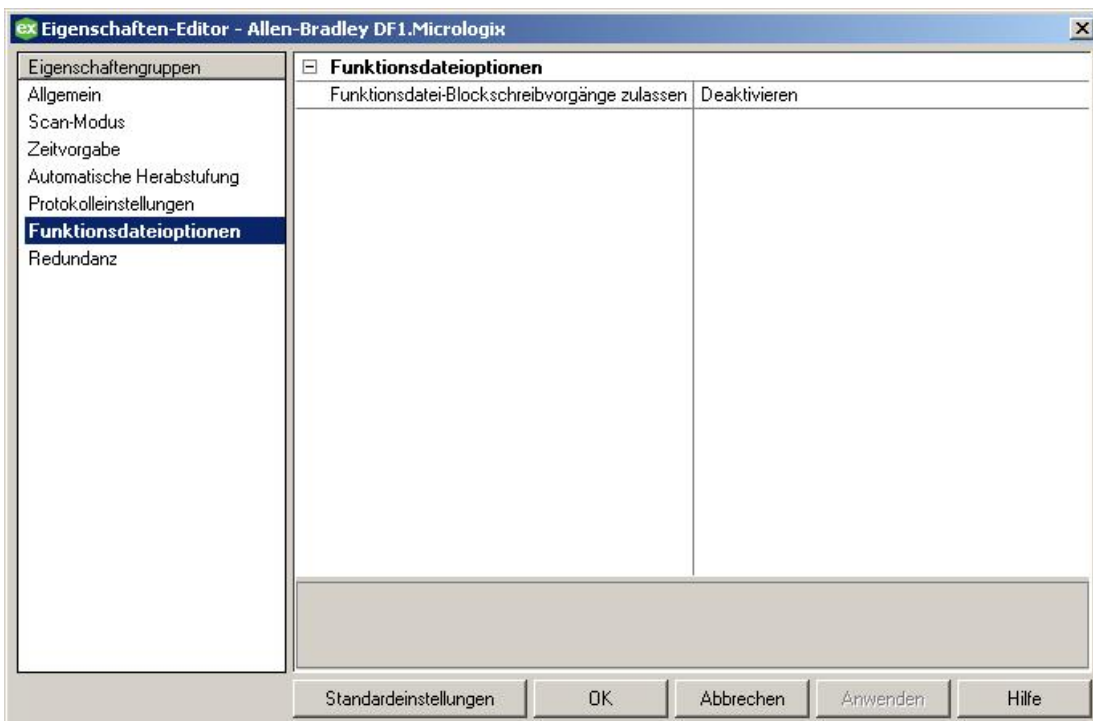 ex Eigenschaften-Editor - Allen-Bradley DF1.Micrologix
Eigenschaftengruppen
Allgemein
Scan-Modus
Zeitvorgabe
Automatische Herabstufung
Protokolleinstellungen
Funktionsdateioptionen
Redundanz
Funktionsdateioptionen
Funktionsdatei-Blockschreibvorgänge zulassen Deaktivieren
Standardeinstellungen OK Abbrechen Anwenden Hilfe